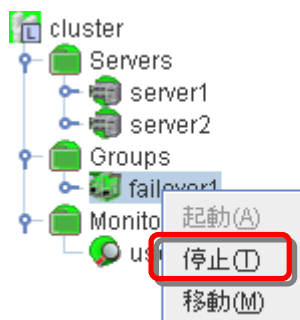 cluster
Servers
server1
server2
Groups
failover1
起動(A)
停止(T)
移動(M)